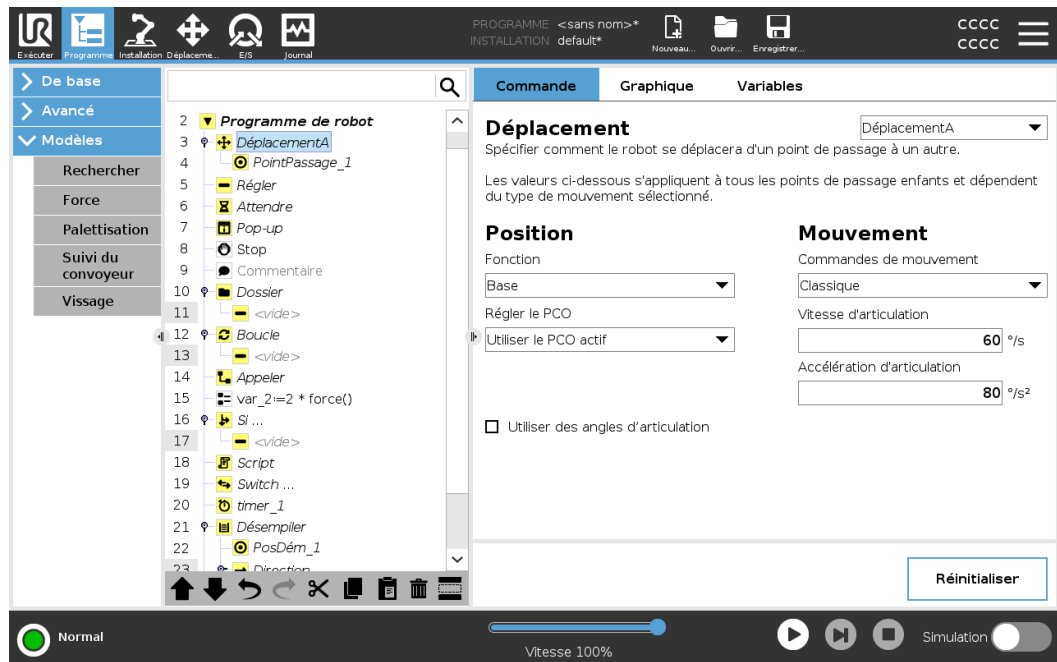 UR
PROGRAMME <sans nom>*
INSTALLATION default*
cccc
cccc
Exécuter
Programme
Installation
Déplaceme...
E/S
Journal
Nouveau...
Ouvrir...
Enregistrer...
De base
Avancé
Modèles
Rechercher
Force
Palettisation
Suivi du
convoyeur
Vissage
2 Programme de robot
3 DéplacementA
4 PointPassage_1
5 Régler
6 Attendre
7 Pop-up
8 Stop
9 Commentaire
10 Dossier
11 <vide>
12 Boucle
13 <vide>
14 Appeler
15 var_2:=2 * force()
16 Si ...
17 <vide>
18 Script
19 Switch ...
20 timer_1
21 Désempiler
22 PosDém_1
23 Direction
Commande
Graphique
Variables
Déplacement
DéplacementA
Spécifier comment le robot se déplacera d'un point de passage à un autre.
Les valeurs ci-dessous s'appliquent à tous les points de passage enfants et dépendent
du type de mouvement sélectionné.
Position
Fonction
Base
Régler le PCO
Utiliser le PCO actif
Utiliser des angles d'articulation
Mouvement
Commandes de mouvement
Classique
Vitesse d'articulation
60 °/s
Accélération d'articulation
80 °/s²
Réinitialiser
Normal
Vitesse 100%
Simulation